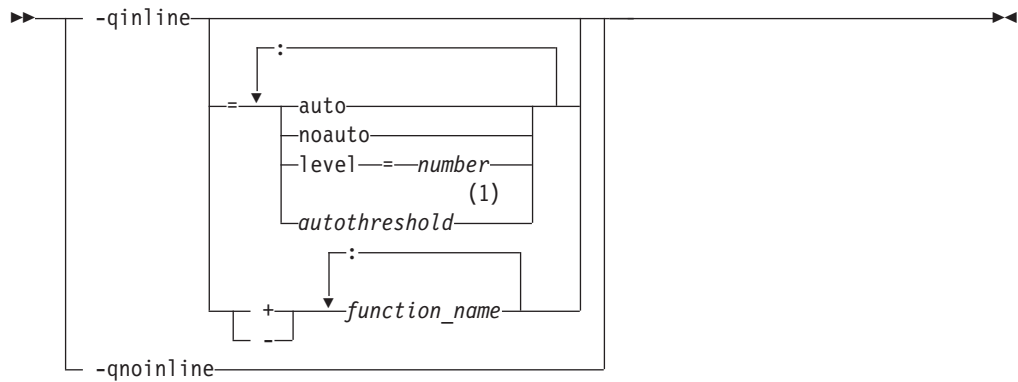 -qinline
:
= auto
noauto
level = number
(1)
autothreshold
:
+ function_name
-
-qnoinline